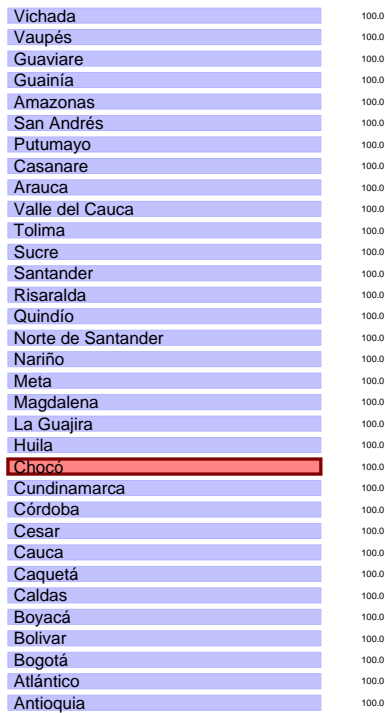 Vichada 100.0
Vaupés 100.0
Guaviare 100.0
Guainía 100.0
Amazonas 100.0
San Andrés 100.0
Putumayo 100.0
Casanare 100.0
Arauca 100.0
Valle del Cauca 100.0
Tolima 100.0
Sucre 100.0
Santander 100.0
Risaralda 100.0
Quindío 100.0
Norte de Santander 100.0
Nariño 100.0
Meta 100.0
Magdalena 100.0
La Guajira 100.0
Huila 100.0
Chocó 100.0
Cundinamarca 100.0
Córdoba 100.0
Cesar 100.0
Cauca 100.0
Caquetá 100.0
Caldas 100.0
Boyacá 100.0
Bolivar 100.0
Bogotá 100.0
Atlántico 100.0
Antioquia 100.0